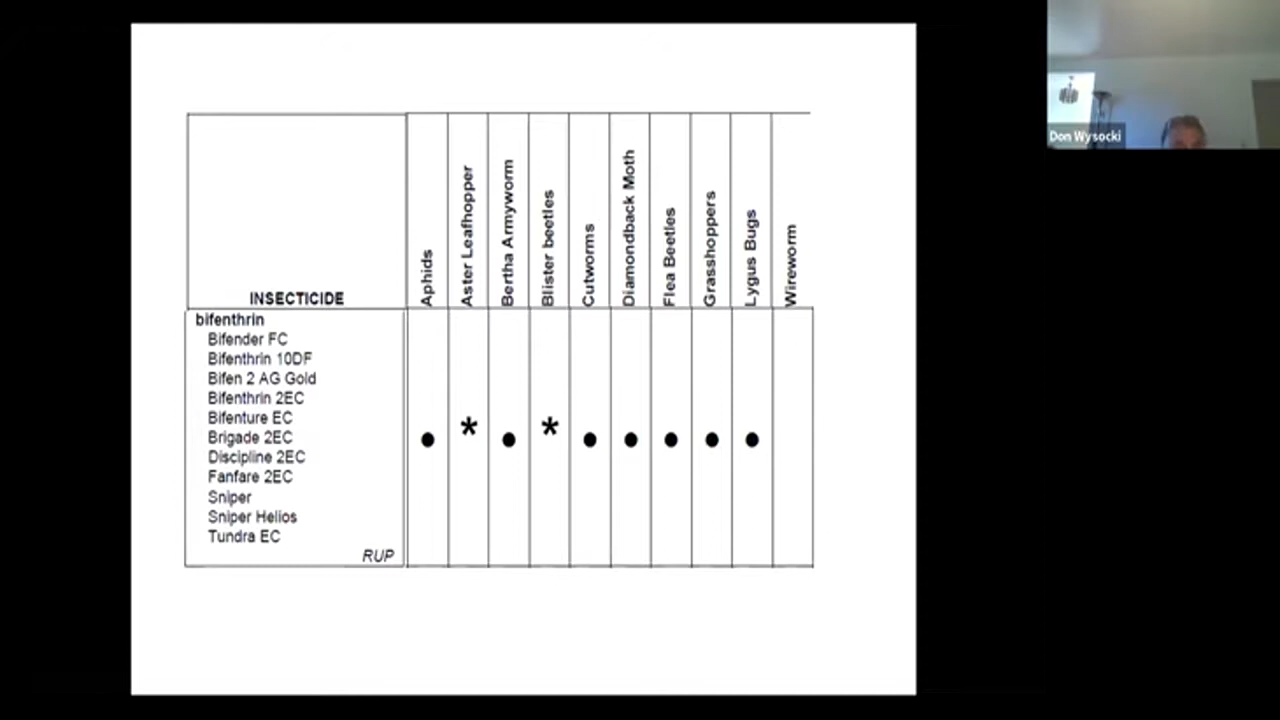 Aphids
Aster Leafhopper
Bertha Armyworm
Blister beetles
Cutworms
Diamondback Moth
Flea Beetles
Grasshoppers
Lygus Bugs
Wireworm
INSECTICIDE
bifenthrin
Bifender FC
Bifenthrin 10DF
Bifen 2 AG Gold
Bifenthrin 2EC
Bifenture EC
Brigade 2EC
● * ● * ● ● ● ● ●
Discipline 2EC
Fanfare 2EC
Sniper
Sniper Helios
Tundra EC
RUP
Don Wysocki